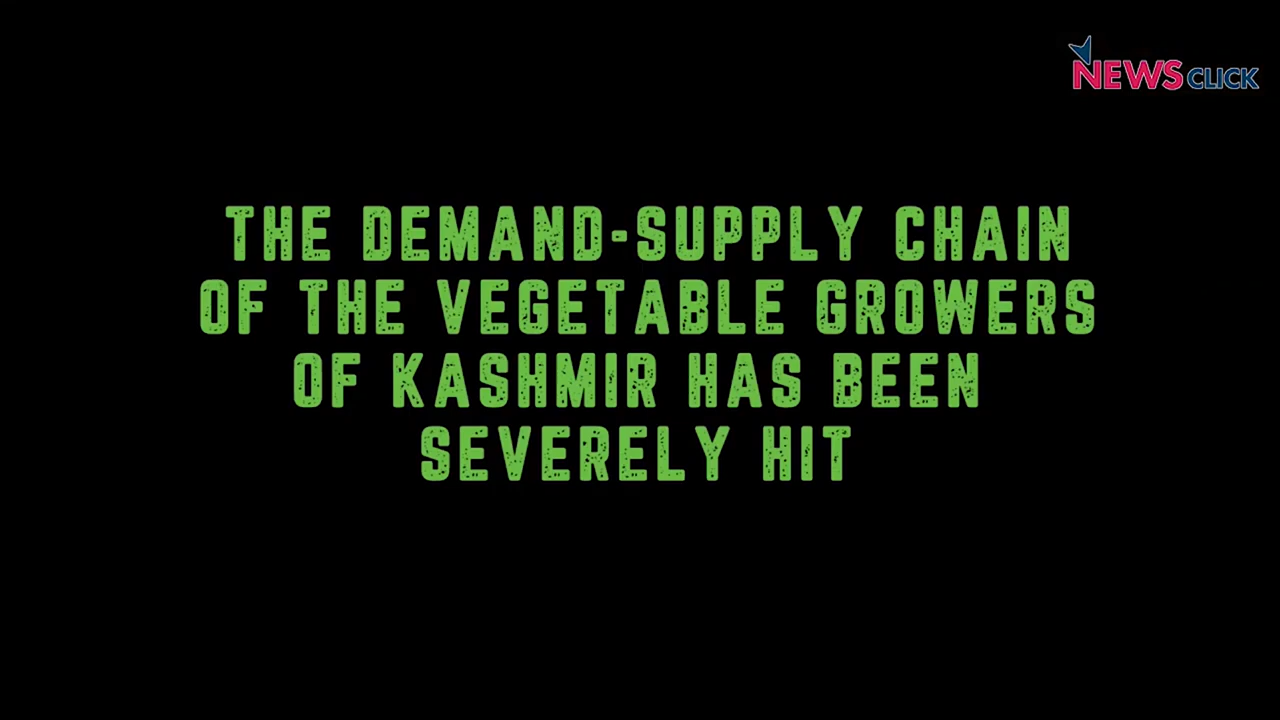 NEWSCLICK
THE DEMAND-SUPPLY CHAIN
OF THE VEGETABLE GROWERS
OF KASHMIR HAS BEEN
SEVERELY HIT